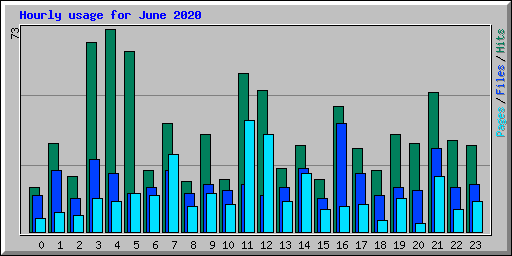 Hourly usage for June 2020
73
Pages/Files/Hits
0 1 2 3 4 5 6 7 8 9 10 11 12 13 14 15 16 17 18 19 20 21 22 23